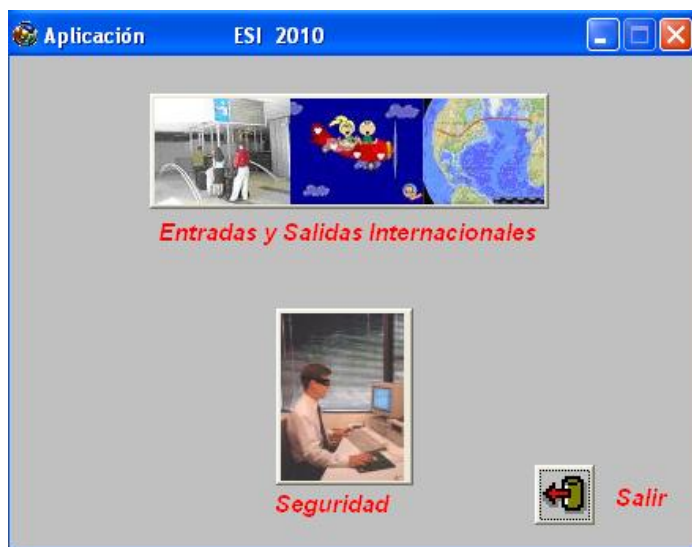 Aplicación ESI 2010
Entradas y Salidas Internacionales
Seguridad
Salir